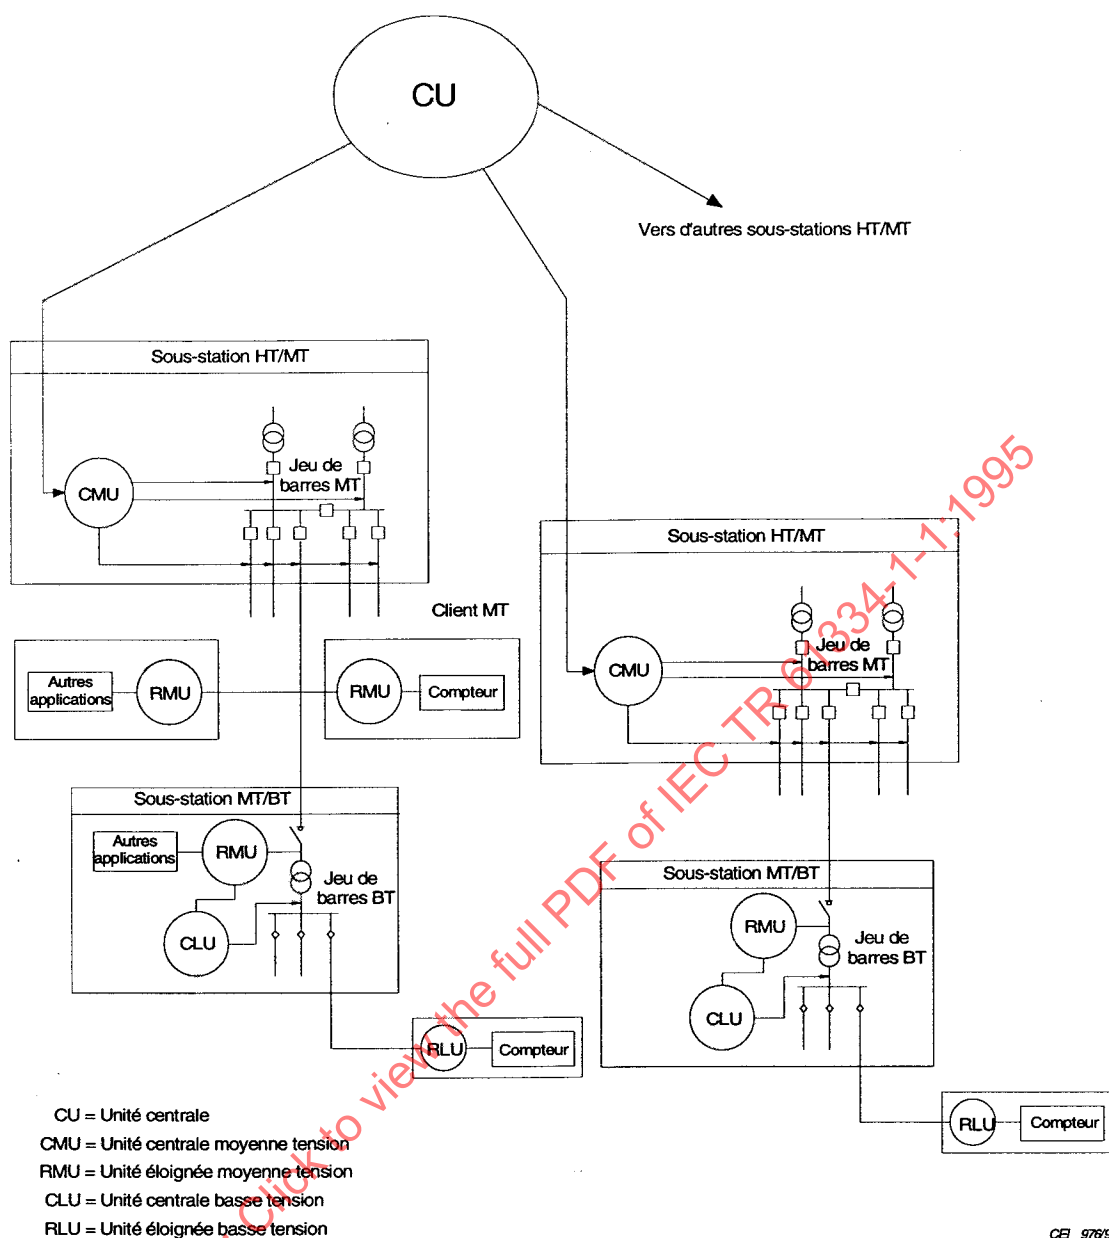 CU
Vers d'autres sous-stations HT/MT
Sous-station HT/MT
Jeu de
barres MT
CMU
Client MT
Autres
applications
RMU
RMU
Compteur
Sous-station HT/MT
Jeu de
barres MT
CMU
Sous-station MT/BT
Autres
applications
RMU
Jeu de
barres BT
CLU
RLU
Compteur
Sous-station MT/BT
RMU
Jeu de
barres BT
CLU
RLU
Compteur
CU = Unité centrale
CMU = Unité centrale moyenne tension
RMU = Unité éloignée moyenne tension
CLU = Unité centrale basse tension
RLU = Unité éloignée basse tension
Click to view the full PDF of IEC TR 61334-1-1:1995
CEI 976/9